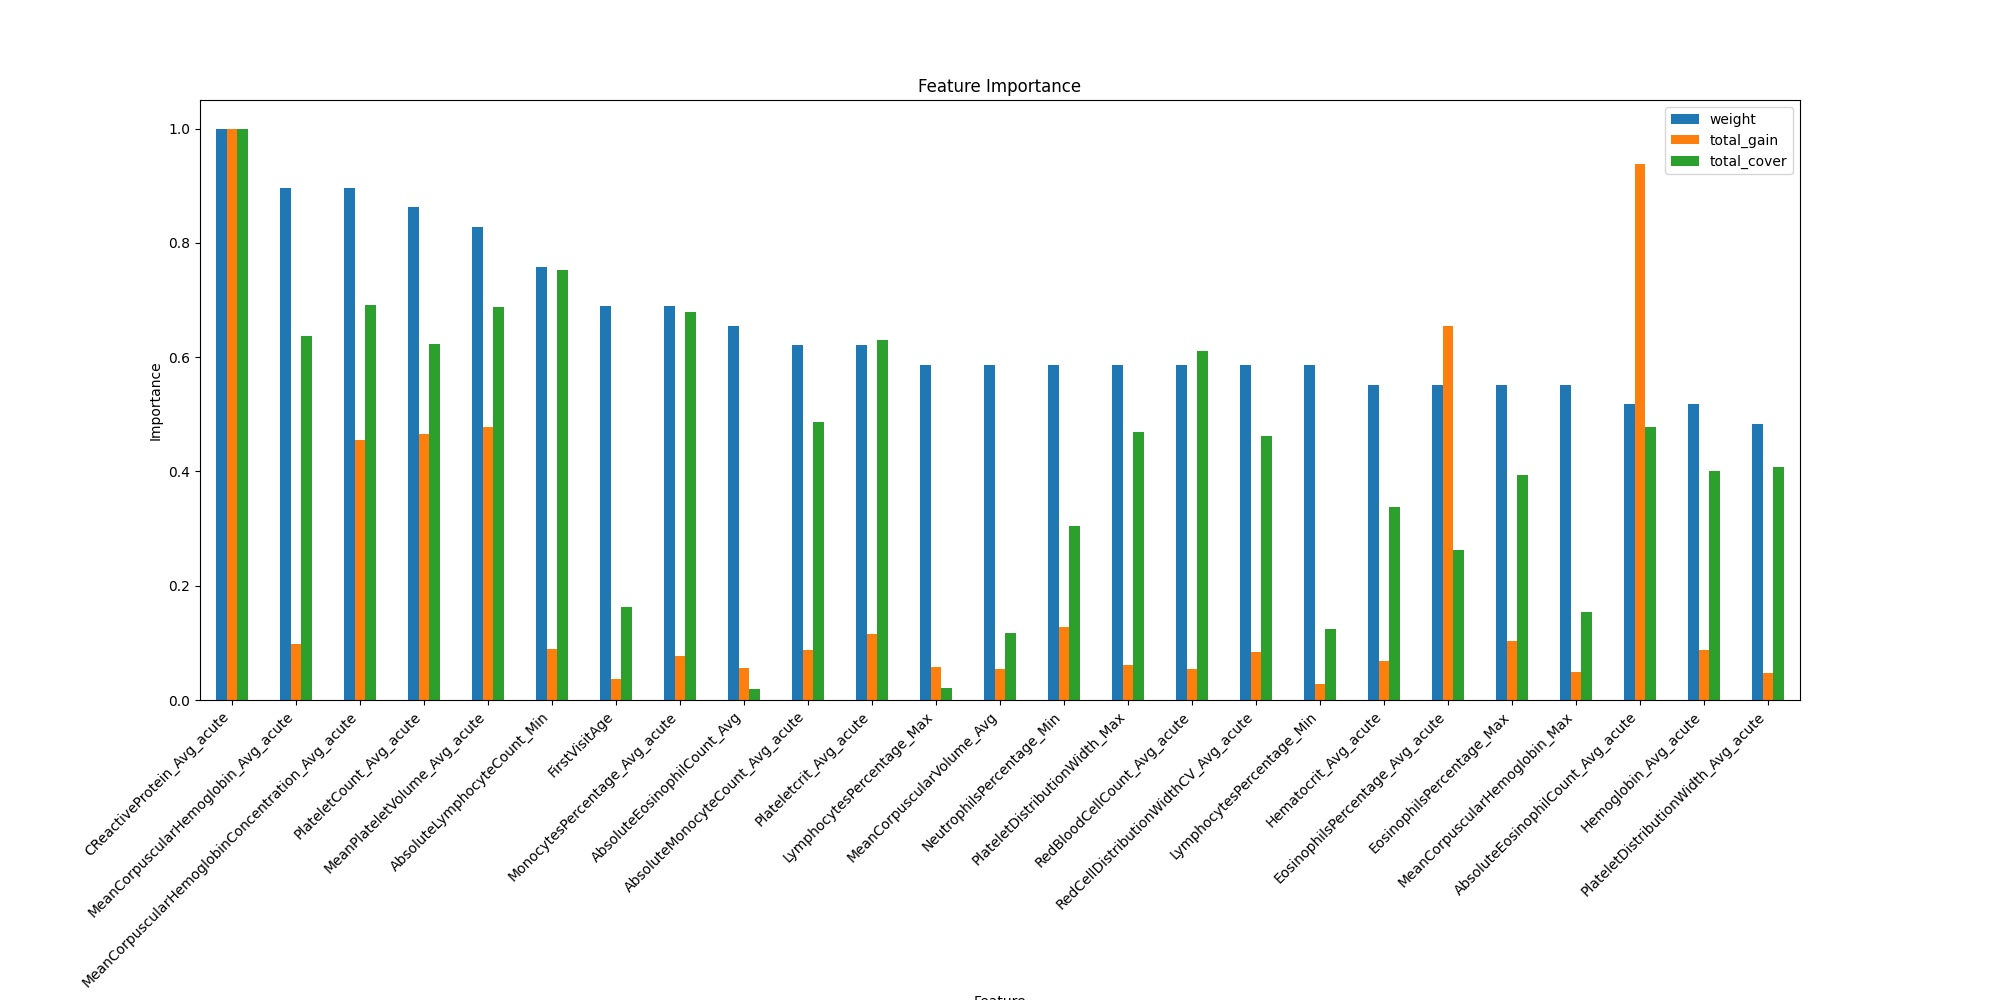 Feature Importance
weight
total_gain
total_cover
Importance
1.0
0.8
0.6
0.4
0.2
0.0
CReactiveProtein_Avg_acute
MeanCorpuscularHemoglobin_Avg_acute
MeanCorpuscularHemoglobinConcentration_Avg_acute
PlateletCount_Avg_acute
MeanPlateletVolume_Avg_acute
AbsoluteLymphocyteCount_Min
FirstVisitAge
MonocytesPercentage_Avg_acute
AbsoluteEosinophilCount_Avg
AbsoluteMonocyteCount_Avg_acute
Plateletcrit_Avg_acute
LymphocytesPercentage_Max
MeanCorpuscularVolume_Avg
NeutrophilsPercentage_Min
PlateletDistributionWidth_Max
RedBloodCellCount_Avg_acute
RedCellDistributionWidthCV_Avg_acute
LymphocytesPercentage_Min
Hematocrit_Avg_acute
EosinophilsPercentage_Avg_acute
EosinophilsPercentage_Max
MeanCorpuscularHemoglobin_Max
AbsoluteEosinophilCount_Avg_acute
Hemoglobin_Avg_acute
PlateletDistributionWidth_Avg_acute
Feature